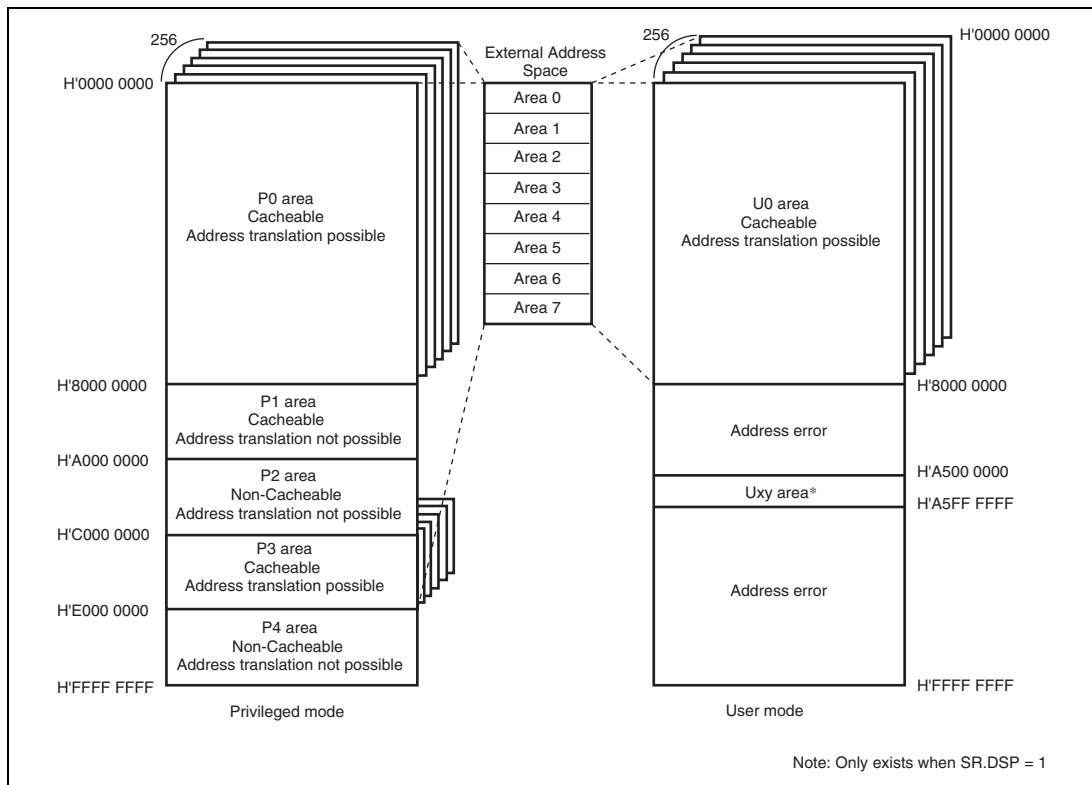 256
H'0000 0000
P0 area
Cacheable
Address translation possible
H'8000 0000
P1 area
Cacheable
Address translation not possible
H'A000 0000
P2 area
Non-Cacheable
Address translation not possible
H'C000 0000
P3 area
Cacheable
Address translation possible
H'E000 0000
P4 area
Non-Cacheable
Address translation not possible
H'FFFF FFFF
Privileged mode
External Address
Space
Area 0
Area 1
Area 2
Area 3
Area 4
Area 5
Area 6
Area 7
256
H'0000 0000
U0 area
Cacheable
Address translation possible
H'8000 0000
Address error
H'A500 0000
Uxy area*
H'A5FF FFFF
Address error
H'FFFF FFFF
User mode
Note: Only exists when SR.DSP = 1